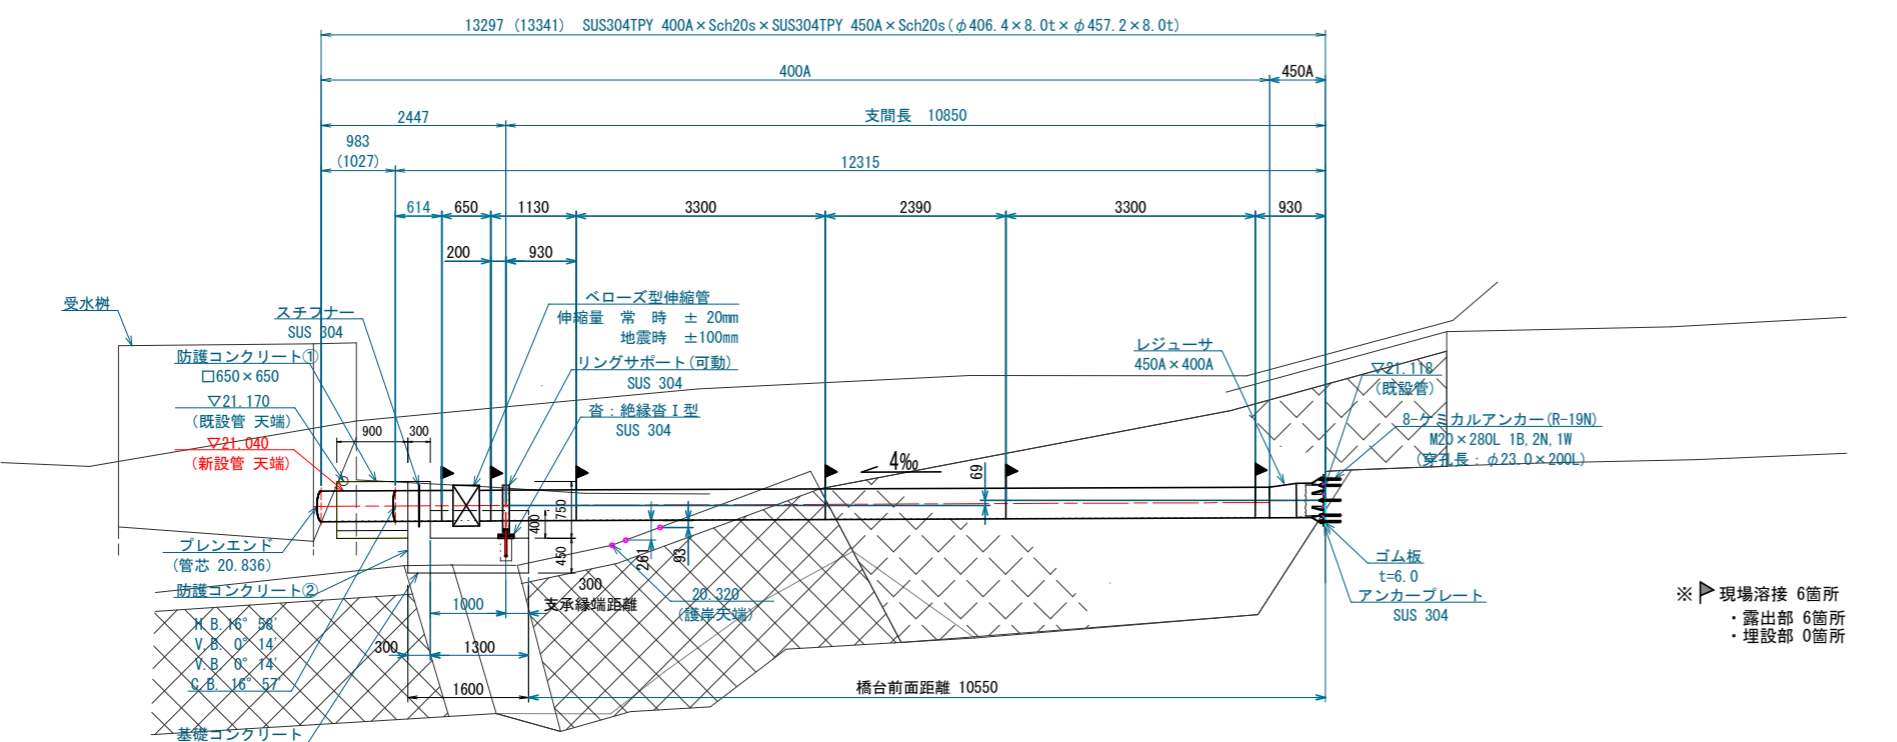 13297 (13341) SUS304TPY 400A×Sch20s×SUS304TPY 450A×Sch20s(φ406.4×8.0t×φ457.2×8.0t)
400A
450A
2447
支間長 10850
983
(1027)
12315
614
650
1130
3300
2390
3300
930
200
930
受水桝
スチフナー
SUS 304
ベローズ型伸縮管
伸縮量 常 時 ± 20mm
地震時 ±100mm
防護コンクリート①
□650×650
リングサポート(可動)
SUS 304
レジューサ
450A×400A
▽21.118
(既設管)
▽21.170
(既設管 天端)
沓：絶縁沓Ⅰ型
SUS 304
8-ケミカルアンカー(R-19N)
M20×280L 1B,2N,1W
(穿孔長：φ23.0×200L)
900
300
▽21.040
(新設管 天端)
4‰
69
750
400
450
261
93
プレンエンド
(管芯 20.836)
ゴム板
t=6.0
アンカープレート
SUS 304
防護コンクリート②
300
支承縁端距離
1000
20.320
(護岸天端)
※ 現場溶接 6箇所
・露出部 6箇所
・埋設部 0箇所
H.B.16° 58'
V.B. 0° 14'
V.B. 0° 14'
C.B. 16° 57'
300
1300
1600
橋台前面距離 10550
基礎コンクリート